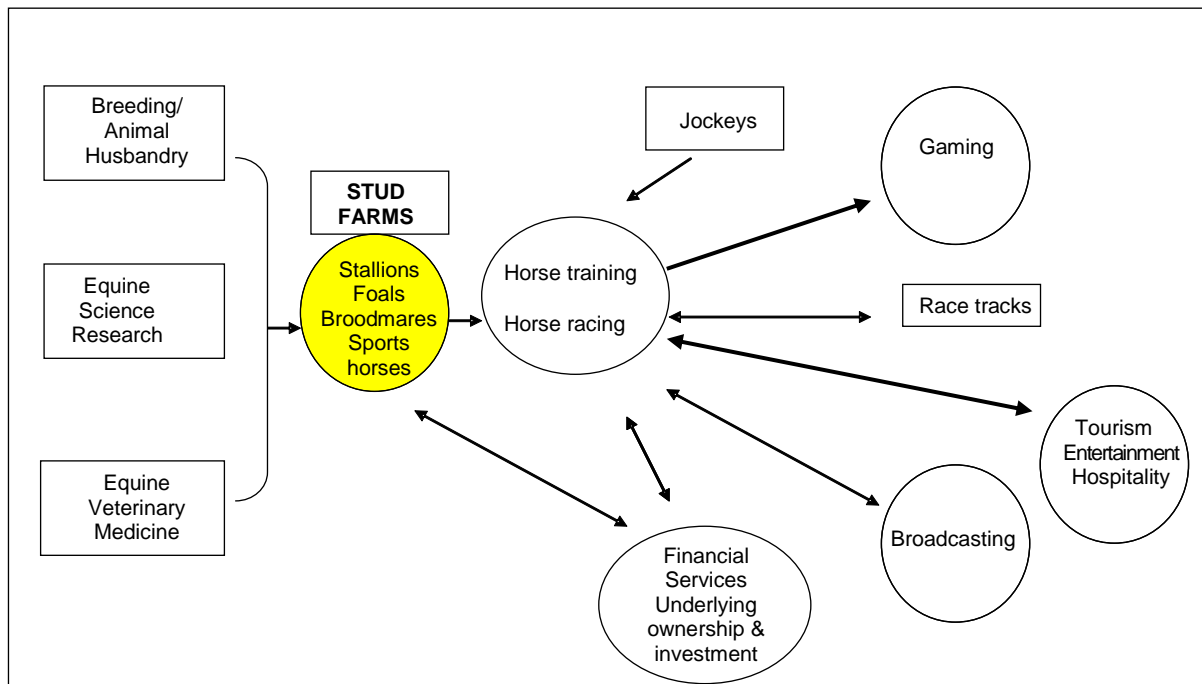 Breeding/
Animal
Husbandry
Equine
Science
Research
Equine
Veterinary
Medicine
STUD
FARMS
Stallions
Foals
Broodmares
Sports
horses
Jockeys
Horse training
Horse racing
Gaming
Race tracks
Tourism
Entertainment
Hospitality
Broadcasting
Financial
Services
Underlying
ownership &
investment